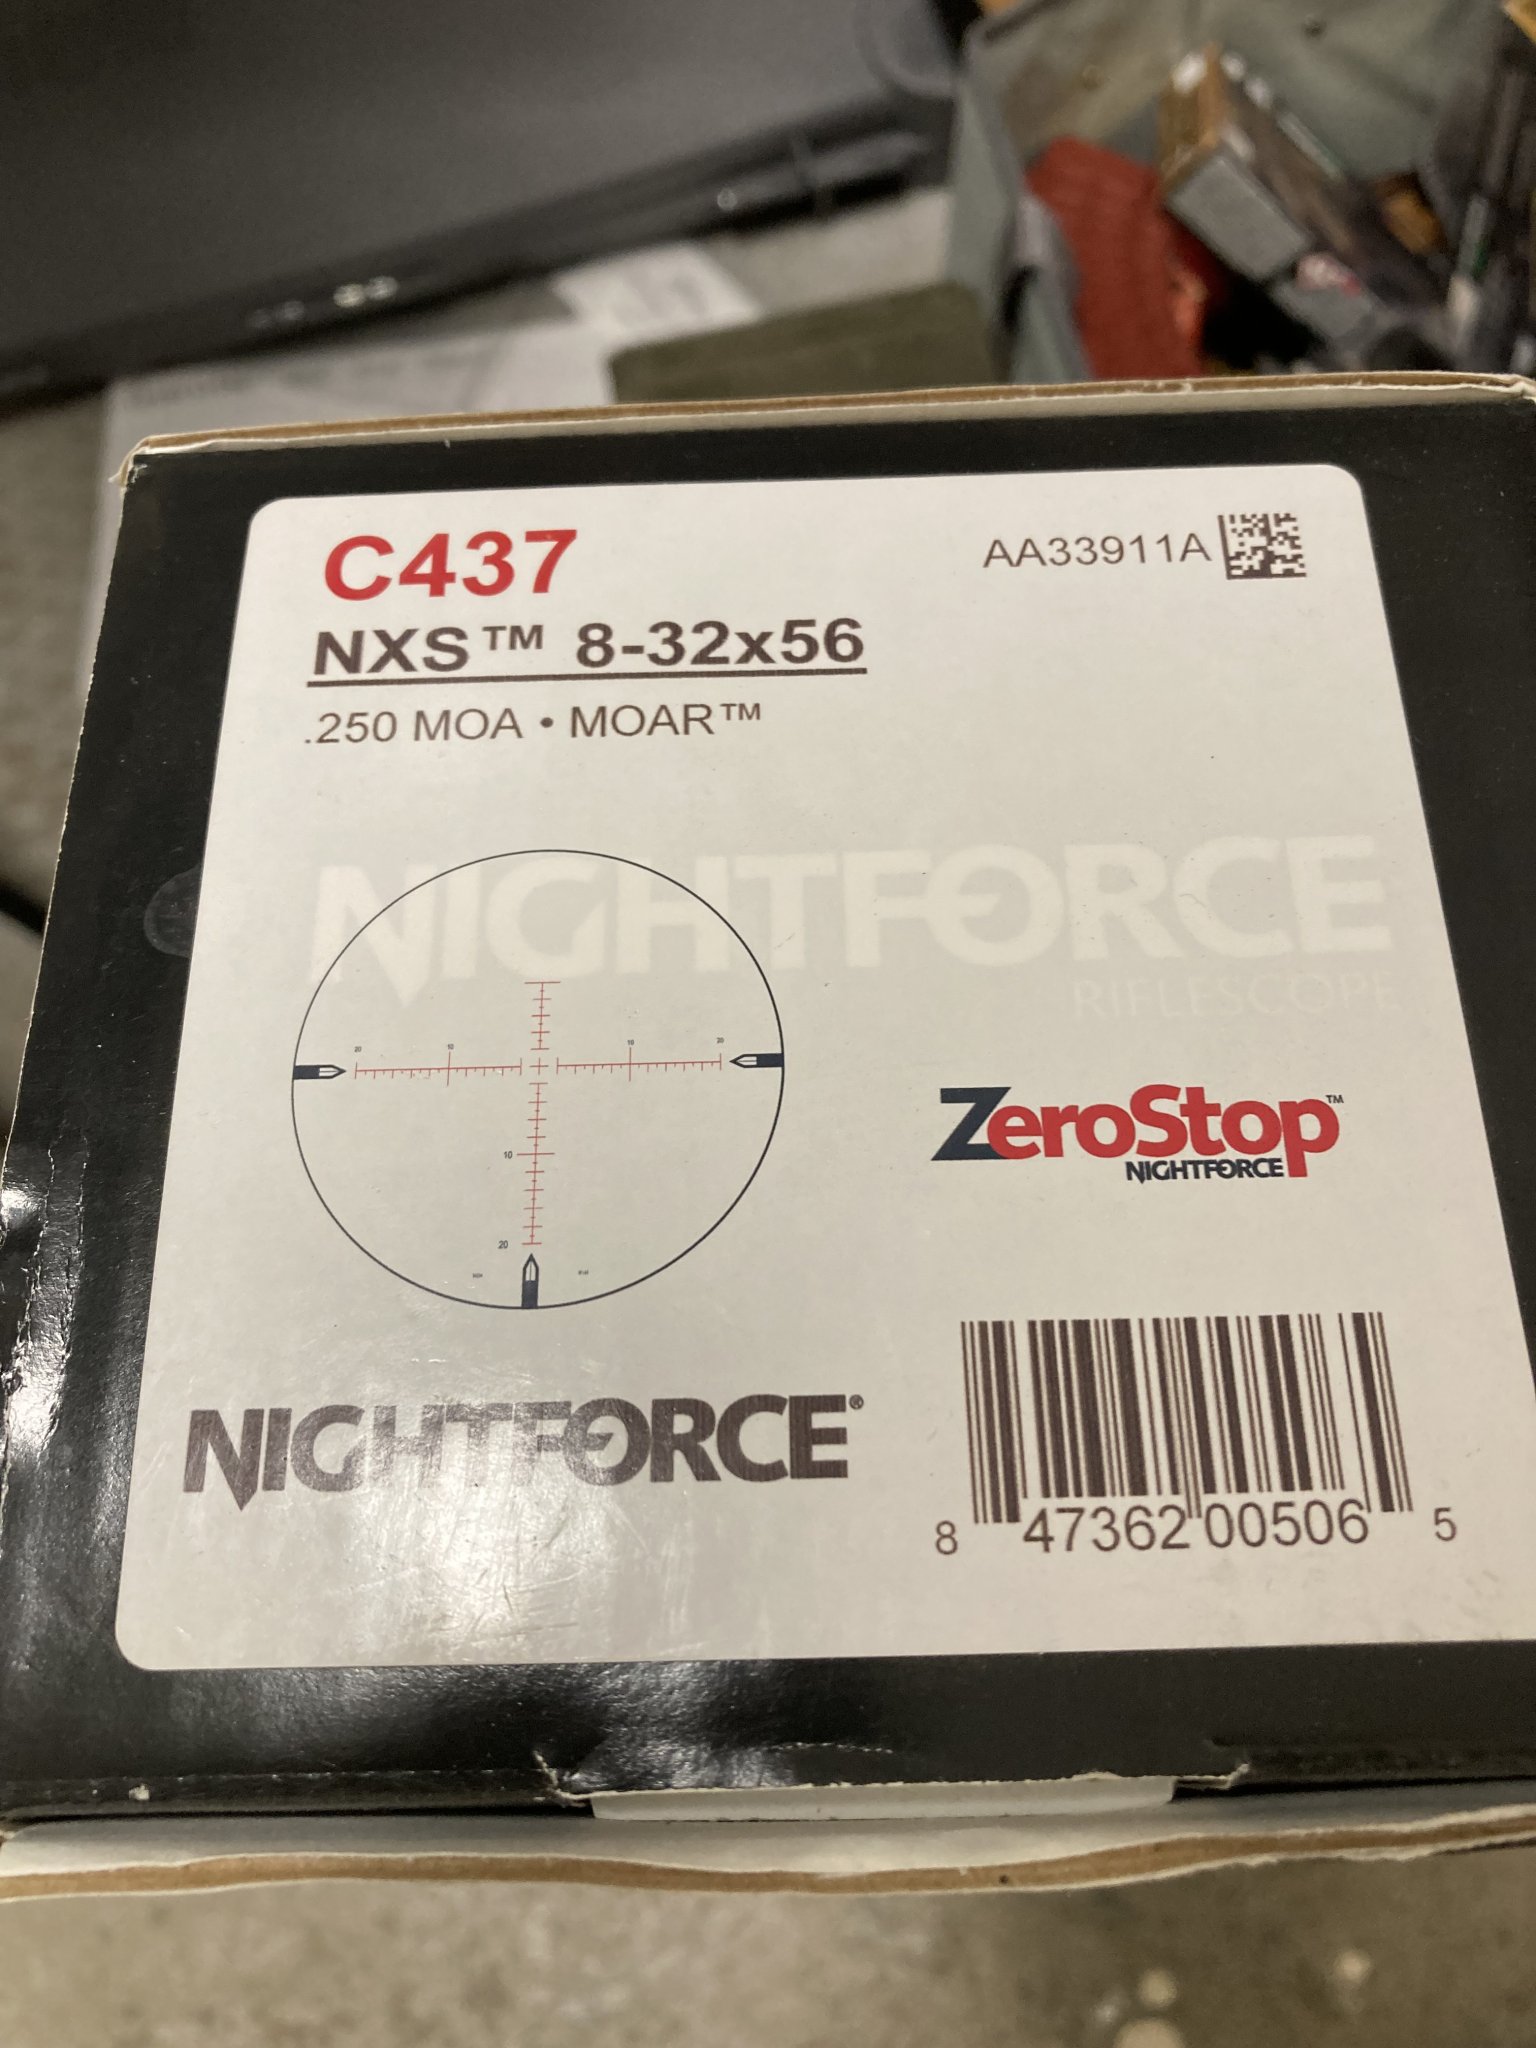 C437
AA33911A
NXS™ 8-32x56
.250 MOA • MOAR™
NIGHTFORCE
RIFLESCOPE
20 10 10 20
10
20
ZeroStop™
NIGHTFORCE
NIGHTFORCE®
8 47362 00506 5